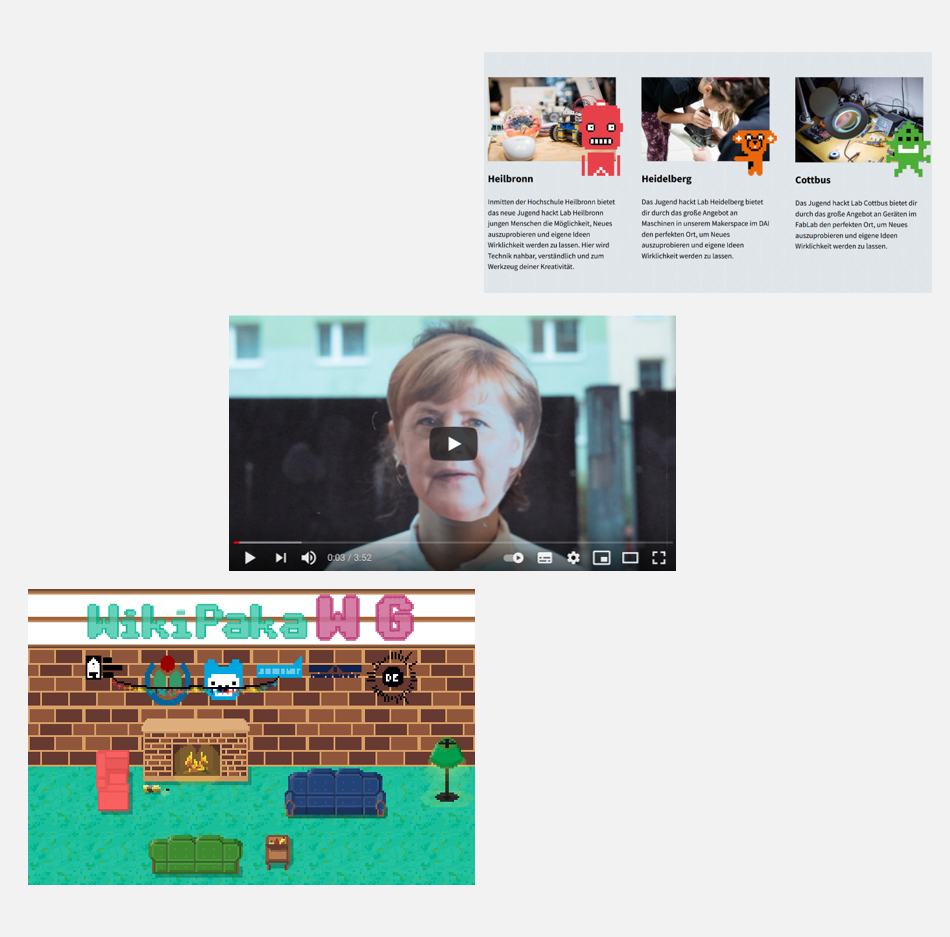 Heilbronn
Inmitten der Hochschule Heilbronn bietet
das neue Jugend hackt Lab Heilbronn
jungen Menschen die Möglichkeit, Neues
auszuprobieren und eigene Ideen
Wirklichkeit werden zu lassen. Hier wird
Technik nahbar, verständlich und zum
Werkzeug deiner Kreativität.
Heidelberg
Das Jugend hackt Lab Heidelberg bietet
dir durch das große Angebot an
Maschinen in unserem Makerspace im DAI
den perfekten Ort, um Neues
auszuprobieren und eigene Ideen
Wirklichkeit werden zu lassen.
Cottbus
Das Jugend hackt Lab Cottbus bietet dir
durch das große Angebot an Geräten im
FabLab den perfekten Ort, um Neues
auszuprobieren und eigene Ideen
Wirklichkeit werden zu lassen.
0:03 / 3:52
WikiPaka WG
DE